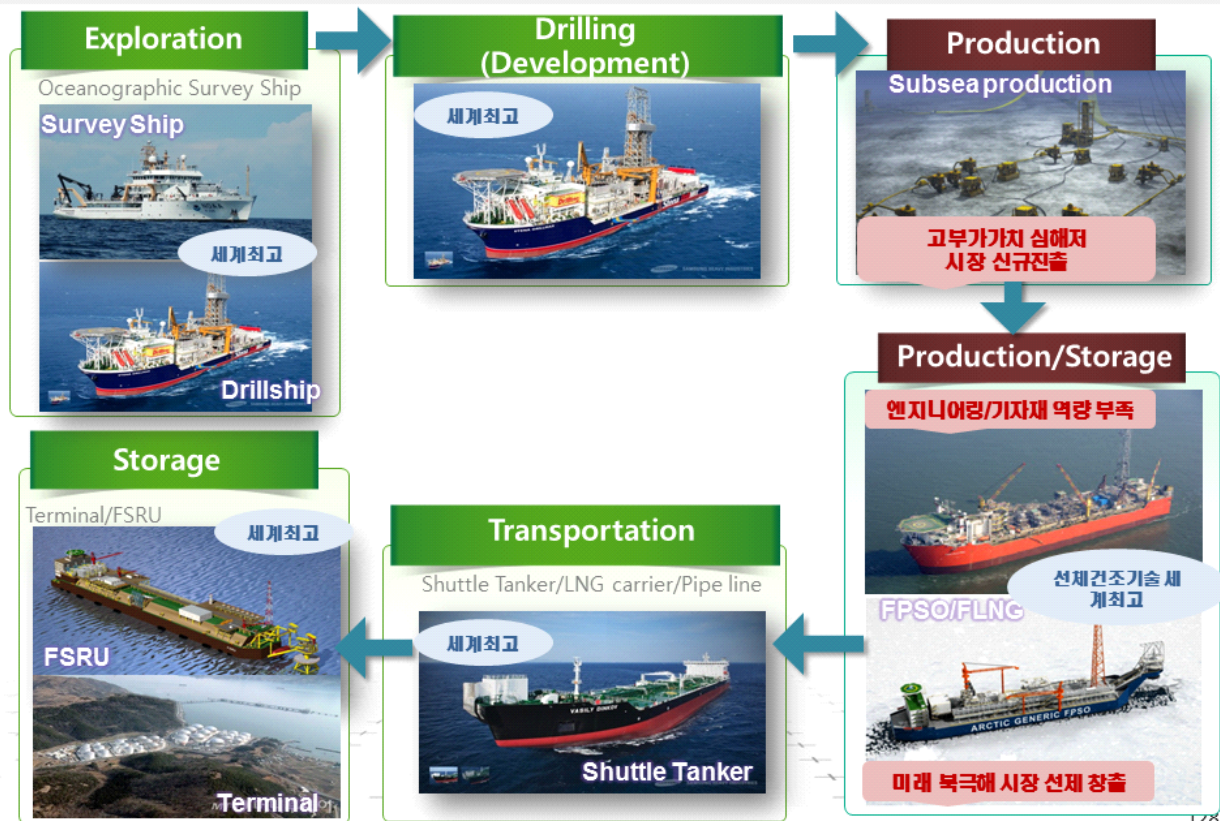 Exploration
Oceanographic Survey Ship
Survey Ship
세계최고
Drillship
Drilling
(Development)
세계최고
SAMSUNG HEAVY INDUSTRIES
Production
Subsea production
고부가가치 심해저
시장 신규진출
Production/Storage
엔지니어링/기자재 역량 부족
선체건조기술 세
계최고
FPSO/FLNG
ARCTIC GENERIC FPSO
미래 북극해 시장 선제 창출
Transportation
Shuttle Tanker/LNG carrier/Pipe line
세계최고
VASILY DINKOV
Shuttle Tanker
Storage
Terminal/FSRU
세계최고
FSRU
Terminal
128